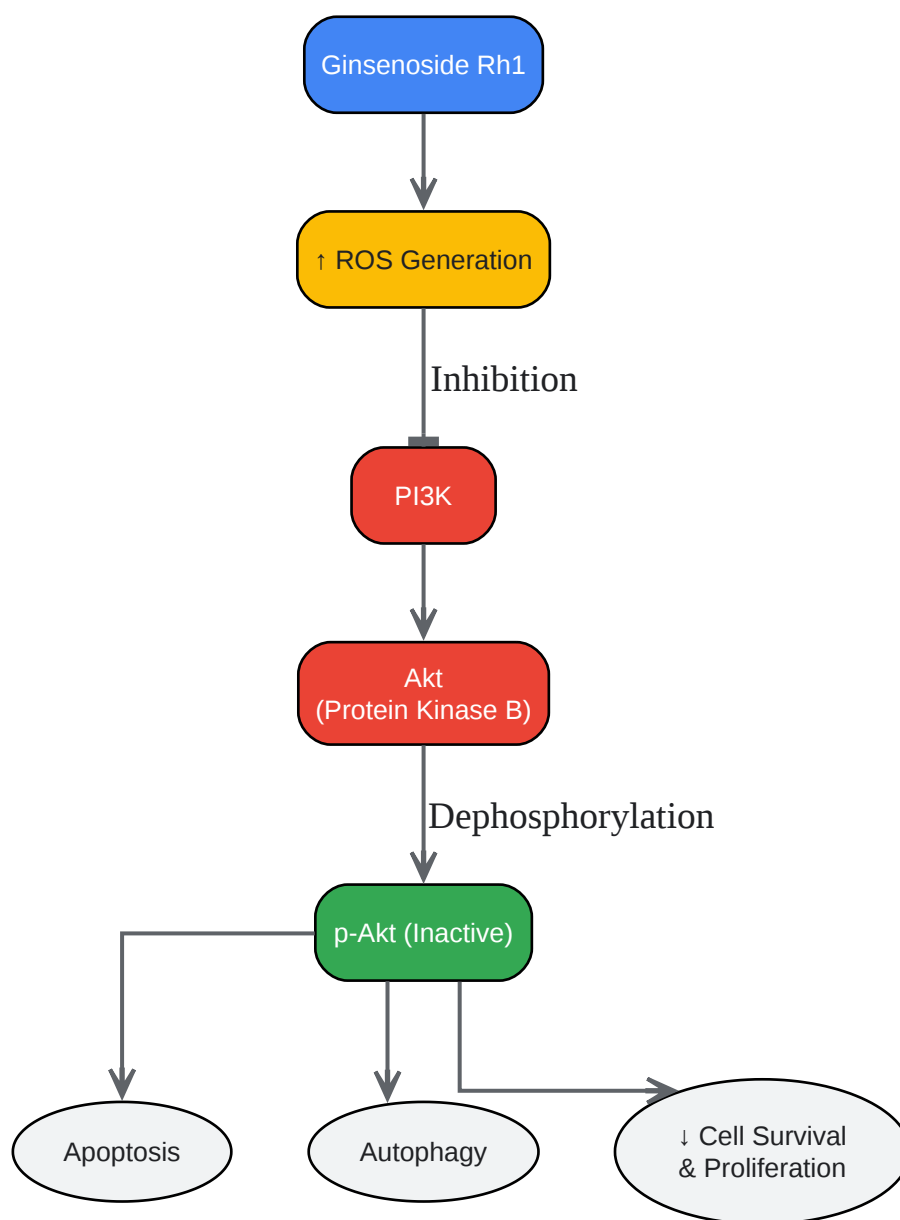 Ginsenoside Rh1
↑ ROS Generation
Inhibition
PI3K
Akt
(Protein Kinase B)
Dephosphorylation
p-Akt (Inactive)
Apoptosis
Autophagy
↓ Cell Survival
& Proliferation